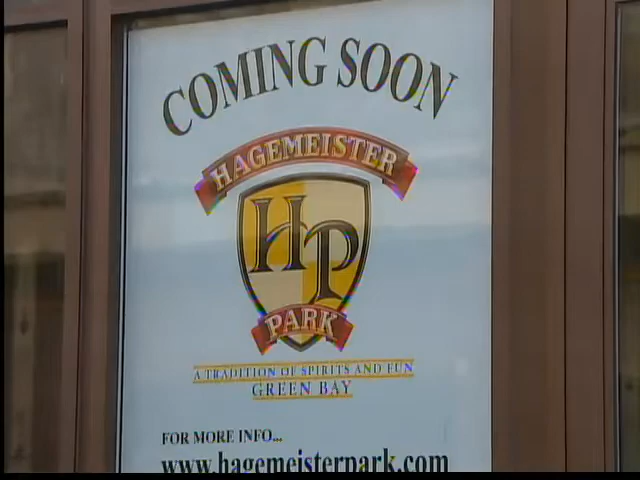 COMING SOON
HAGEMEISTER
HP
PARK
A TRADITION OF SPIRITS AND FUN
GREEN BAY
FOR MORE INFO...
www.hagemeisterpark.com